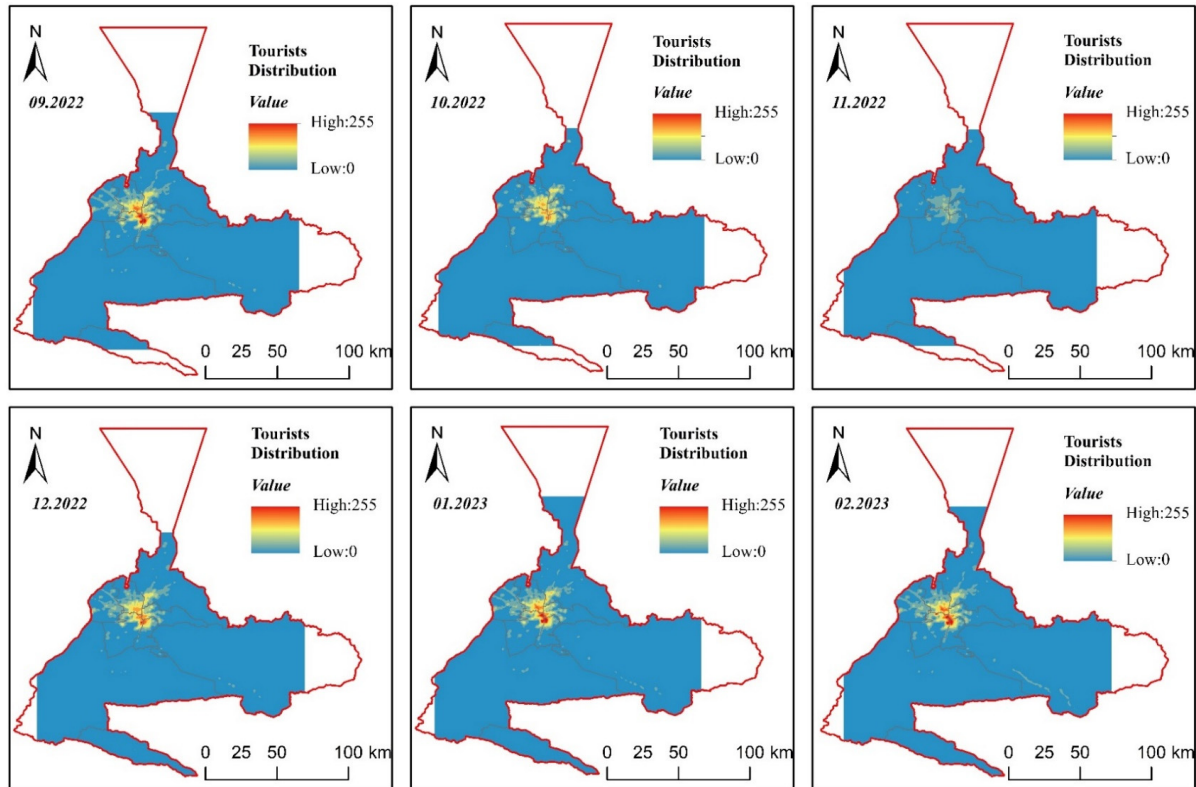 N
Tourists
Distribution
09.2022
Value
High:255
Low:0
0 25 50 100 km
N
Tourists
Distribution
10.2022
Value
High:255
Low:0
0 25 50 100 km
N
Tourists
Distribution
11.2022
Value
High:255
Low:0
0 25 50 100 km
N
Tourists
Distribution
12.2022
Value
High:255
Low:0
0 25 50 100 km
N
Tourists
Distribution
01.2023
Value
High:255
Low:0
0 25 50 100 km
N
Tourists
Distribution
02.2023
Value
High:255
Low:0
0 25 50 100 km